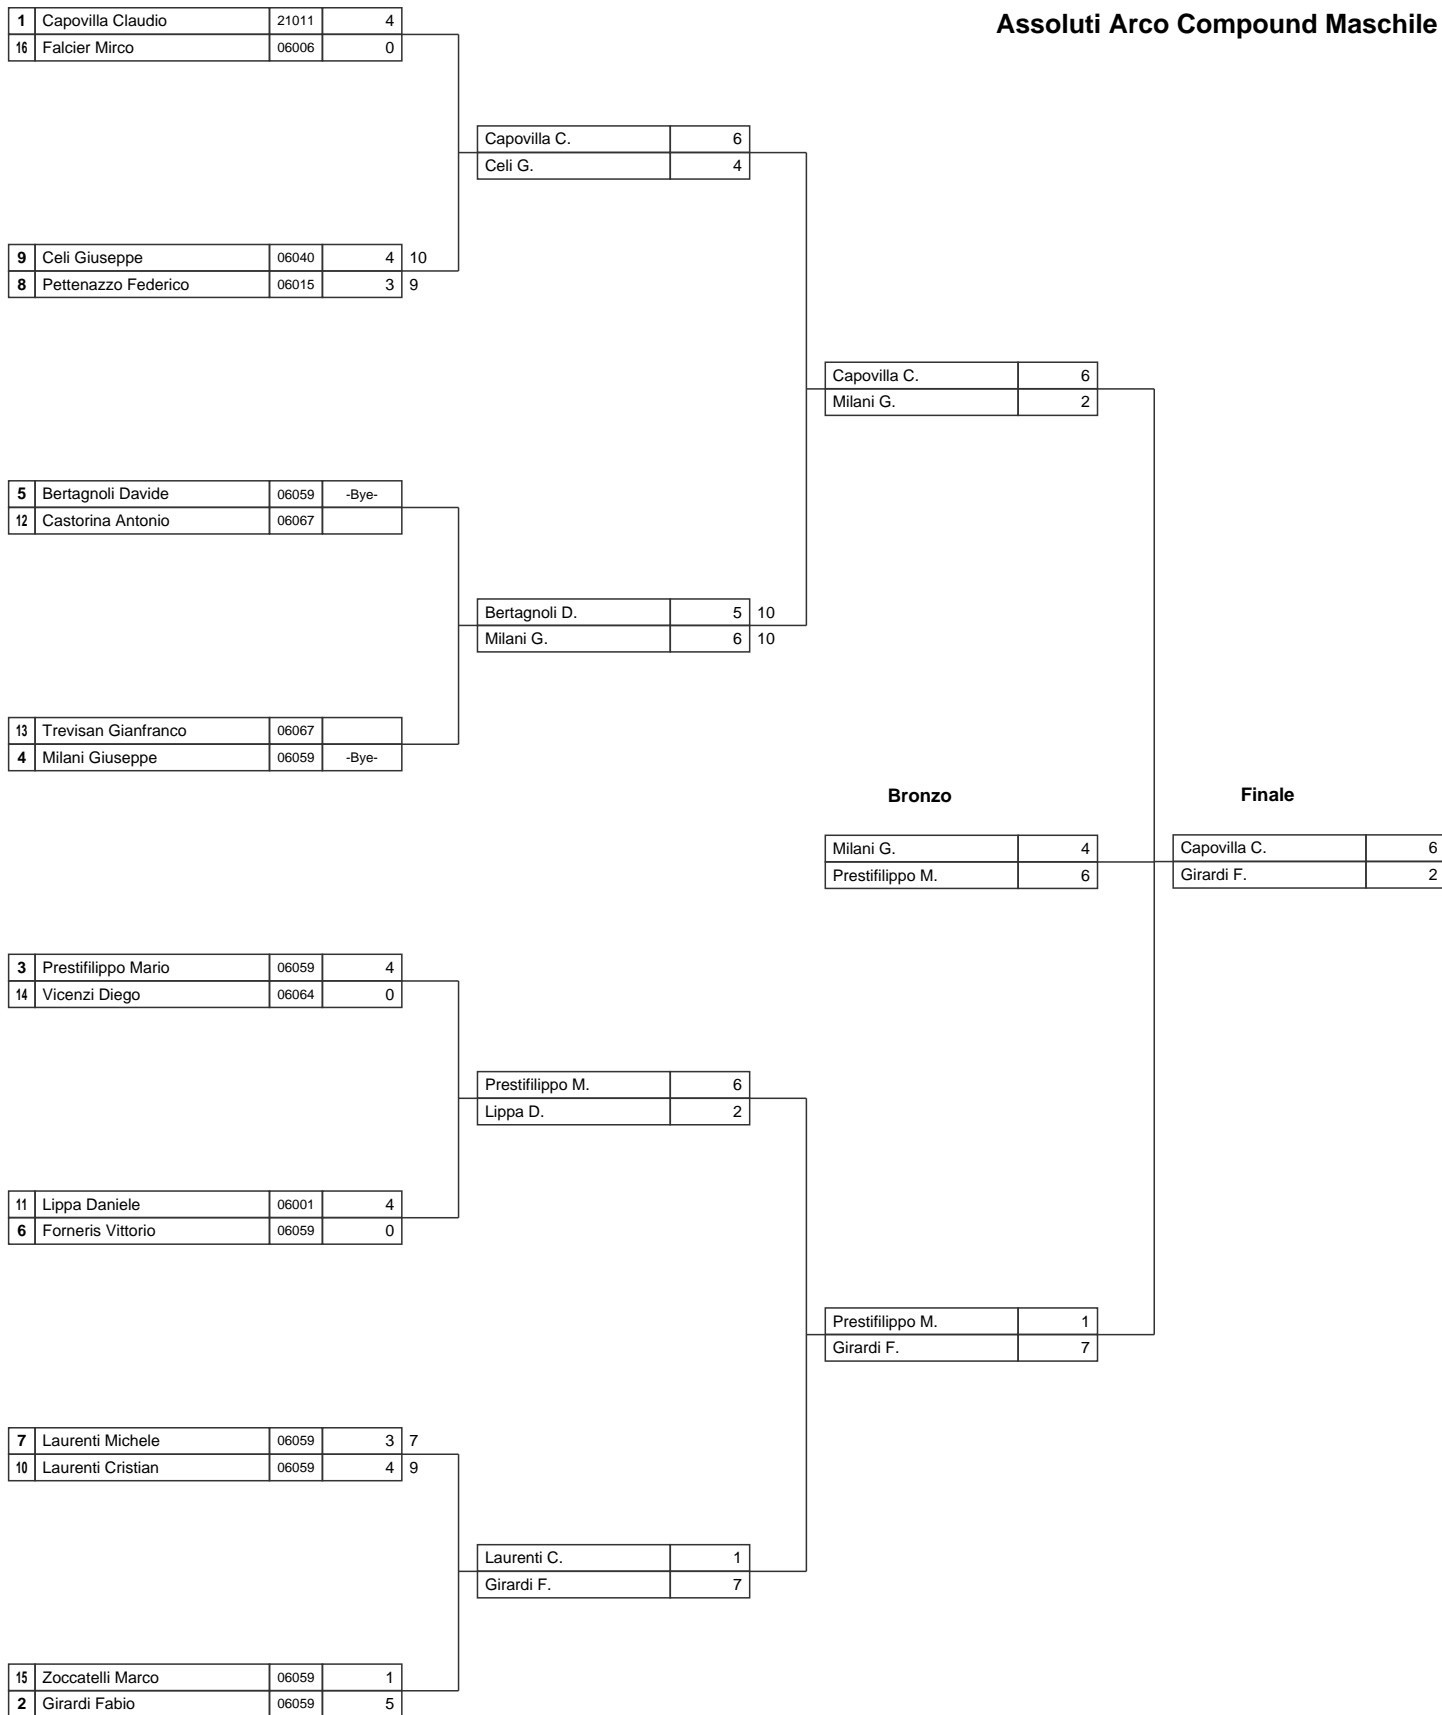 Assoluti Arco Compound Maschile
1 Capovilla Claudio 21011 4
16 Falcier Mirco 06006 0
Capovilla C. 6
Celi G. 4
9 Celi Giuseppe 06040 4 10
8 Pettenazzo Federico 06015 3 9
Capovilla C. 6
Milani G. 2
5 Bertagnoli Davide 06059 -Bye-
12 Castorina Antonio 06067
Bertagnoli D. 5 10
Milani G. 6 10
13 Trevisan Gianfranco 06067
4 Milani Giuseppe 06059 -Bye-
Bronzo Finale
Milani G. 4 Capovilla C. 6
Prestifilippo M. 6 Girardi F. 2
3 Prestifilippo Mario 06059 4
14 Vicenzi Diego 06064 0
Prestifilippo M. 6
Lippa D. 2
11 Lippa Daniele 06001 4
6 Forneris Vittorio 06059 0
Prestifilippo M. 1
Girardi F. 7
7 Laurenti Michele 06059 3 7
10 Laurenti Cristian 06059 4 9
Laurenti C. 1
Girardi F. 7
15 Zoccatelli Marco 06059 1
2 Girardi Fabio 06059 5